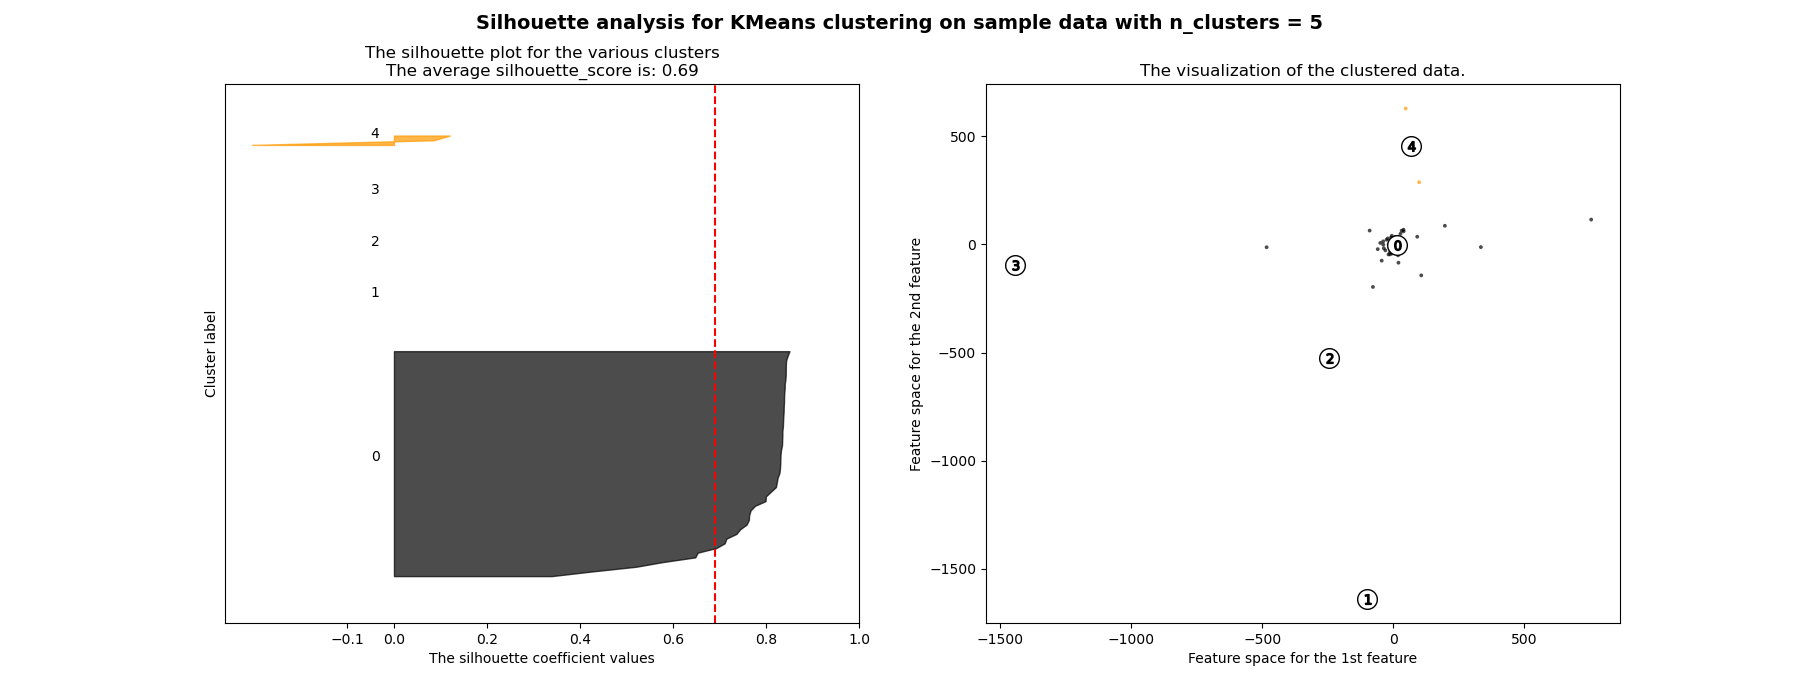 Silhouette analysis for KMeans clustering on sample data with n_clusters = 5
The silhouette plot for the various clusters
The average silhouette_score is: 0.69
4
3
2
1
0
Cluster label
−0.1 0.0 0.2 0.4 0.6 0.8 1.0
The silhouette coefficient values
The visualization of the clustered data.
500
0
−500
−1000
−1500
Feature space for the 2nd feature
4
0
3
2
1
−1500 −1000 −500 0 500
Feature space for the 1st feature